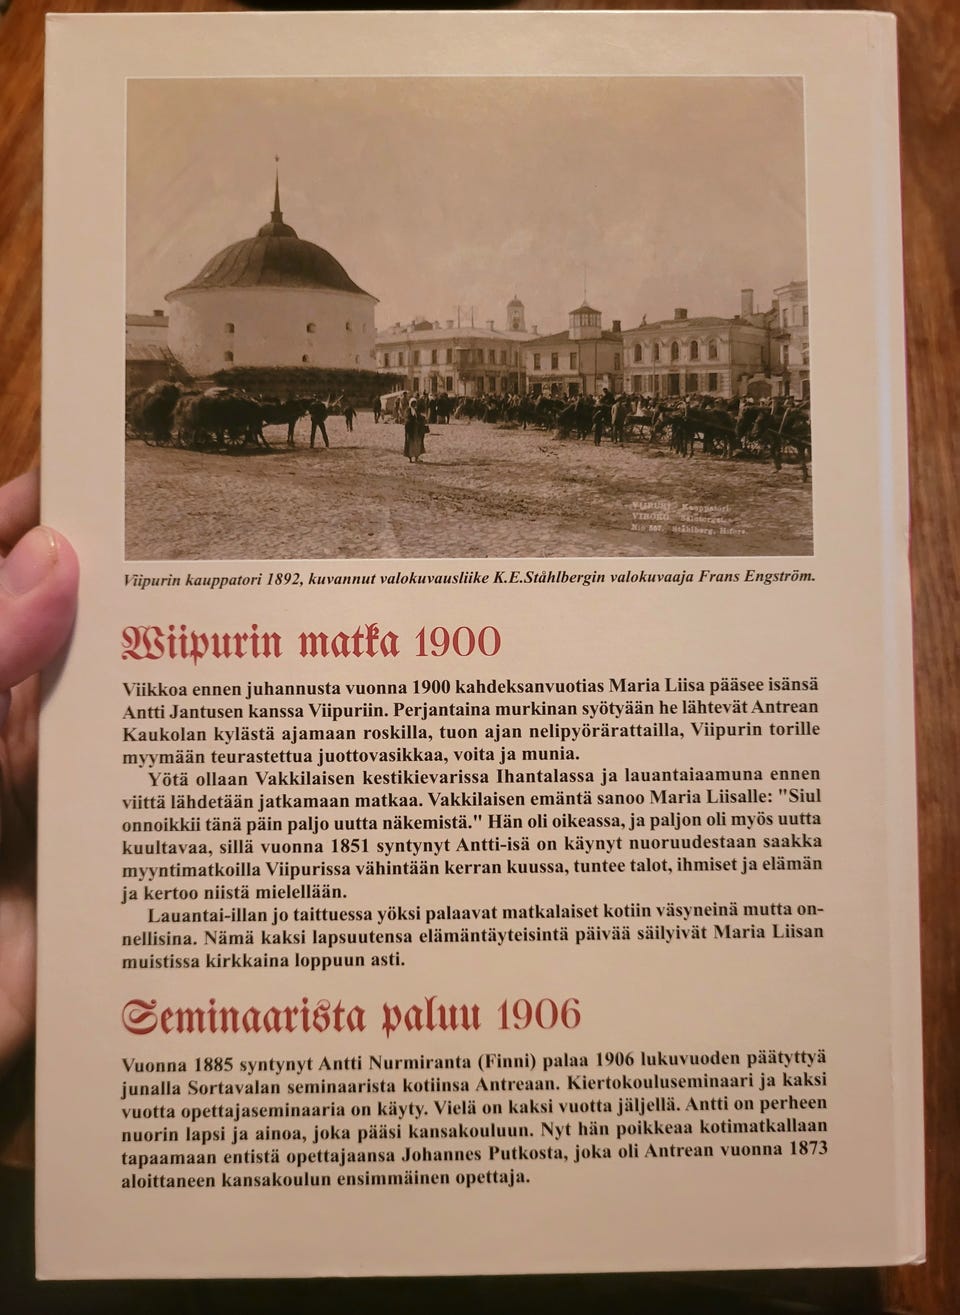 VIIPURI. Kauppatori
VIBORG. Salutorget
No 567. Ståhlberg, H:fors.
Viipurin kauppatori 1892, kuvannut valokuvausliike K.E.Ståhlbergin valokuvaaja Frans Engström.
Wiipurin matka 1900
Viikkoa ennen juhannusta vuonna 1900 kahdeksanvuotias Maria Liisa pääsee isänsä
Antti Jantusen kanssa Viipuriin. Perjantaina murkinan syötyään he lähtevät Antrean
Kaukolan kylästä ajamaan roskilla, tuon ajan nelipyörärattailla, Viipurin torille
myymään teurastettua juottovasikkaa, voita ja munia.
Yötä ollaan Vakkilaisen kestikievarissa Ihantalassa ja lauantaiaamuna ennen
viittä lähdetään jatkamaan matkaa. Vakkilaisen emäntä sanoo Maria Liisalle: "Siul
onnoikkii tänä päin paljo uutta näkemistä." Hän oli oikeassa, ja paljon oli myös uutta
kuultavaa, sillä vuonna 1851 syntynyt Antti-isä on käynyt nuoruudestaan saakka
myyntimatkoilla Viipurissa vähintään kerran kuussa, tuntee talot, ihmiset ja elämän
ja kertoo niistä mielellään.
Lauantai-illan jo taittuessa yöksi palaavat matkalaiset kotiin väsyneinä mutta on-
nellisina. Nämä kaksi lapsuutensa elämäntäyteisintä päivää säilyivät Maria Liisan
muistissa kirkkaina loppuun asti.
Seminaarista paluu 1906
Vuonna 1885 syntynyt Antti Nurmiranta (Finni) palaa 1906 lukuvuoden päätyttyä
junalla Sortavalan seminaarista kotiinsa Antreaan. Kiertokouluseminaari ja kaksi
vuotta opettajaseminaaria on käyty. Vielä on kaksi vuotta jäljellä. Antti on perheen
nuorin lapsi ja ainoa, joka pääsi kansakouluun. Nyt hän poikkeaa kotimatkallaan
tapaamaan entistä opettajaansa Johannes Putkosta, joka oli Antrean vuonna 1873
aloittaneen kansakoulun ensimmäinen opettaja.